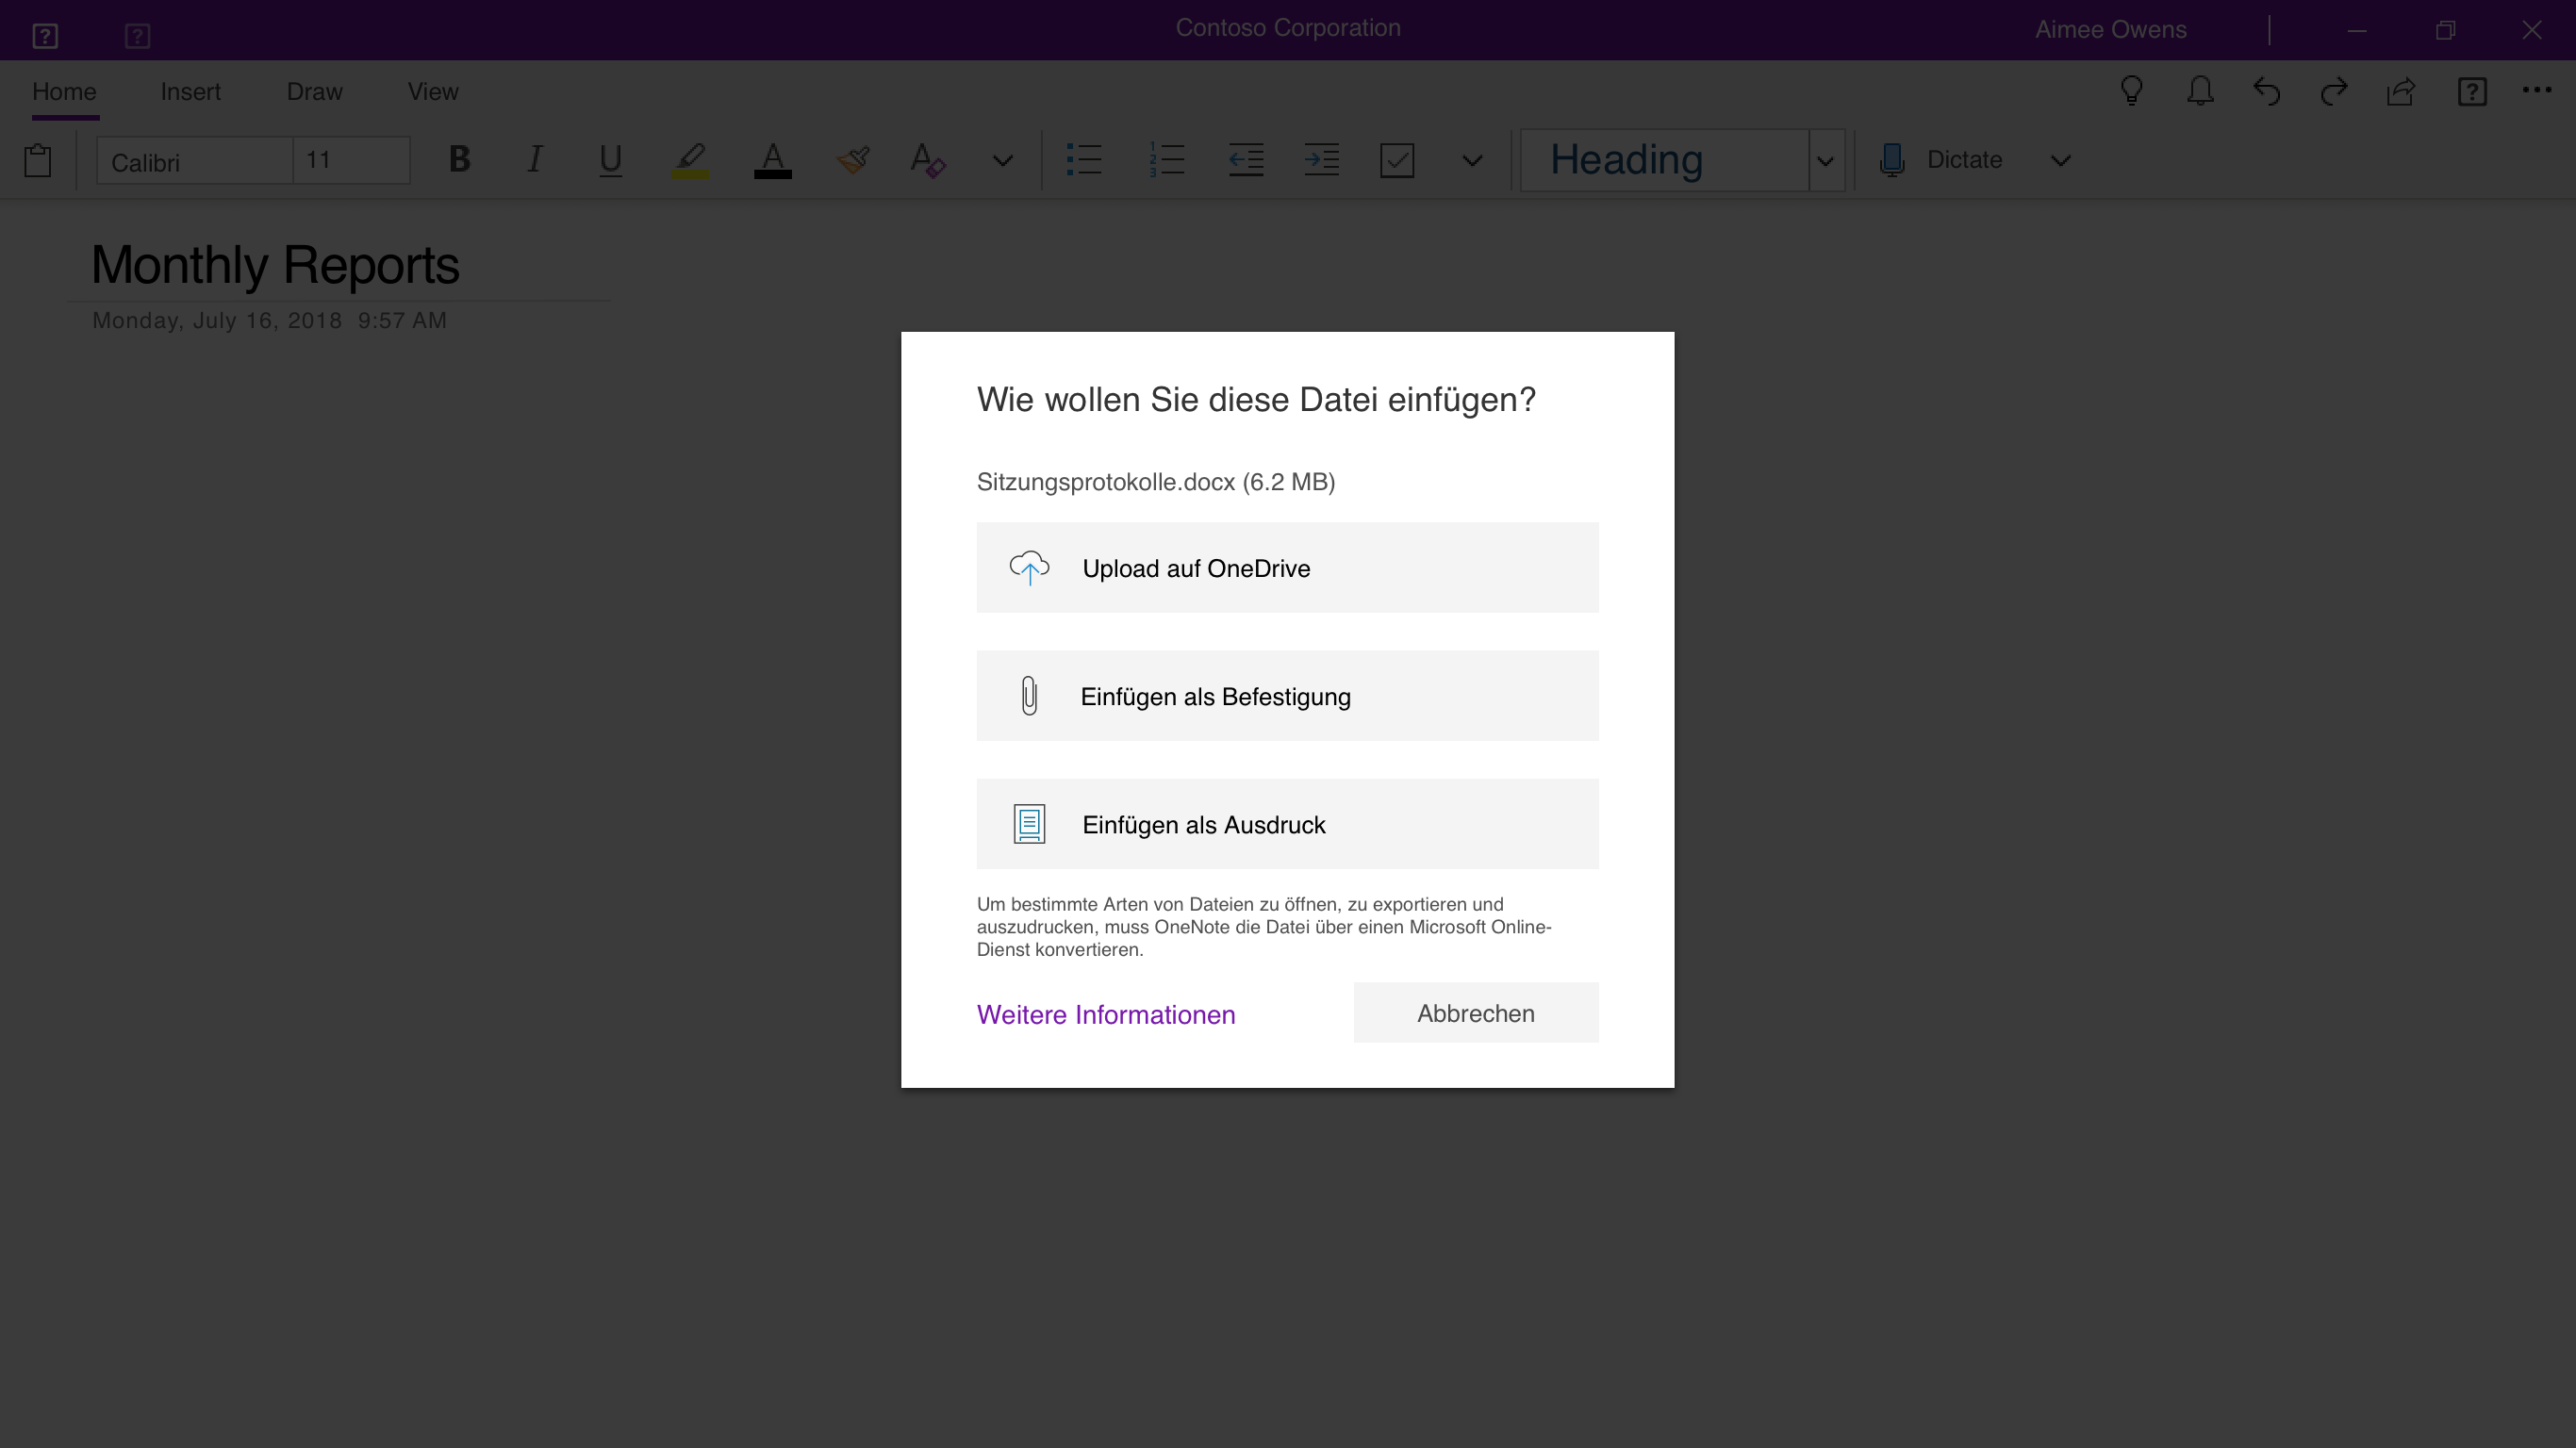 Contoso Corporation
Aimee Owens
Home Insert Draw View
Calibri 11 B I U A A 1 2 3 Heading Dictate
Monthly Reports
Monday, July 16, 2018 9:57 AM
Wie wollen Sie diese Datei einfügen?
Sitzungsprotokolle.docx (6.2 MB)
Upload auf OneDrive
Einfügen als Befestigung
Einfügen als Ausdruck
Um bestimmte Arten von Dateien zu öffnen, zu exportieren und
auszudrucken, muss OneNote die Datei über einen Microsoft Online-
Dienst konvertieren.
Weitere Informationen
Abbrechen